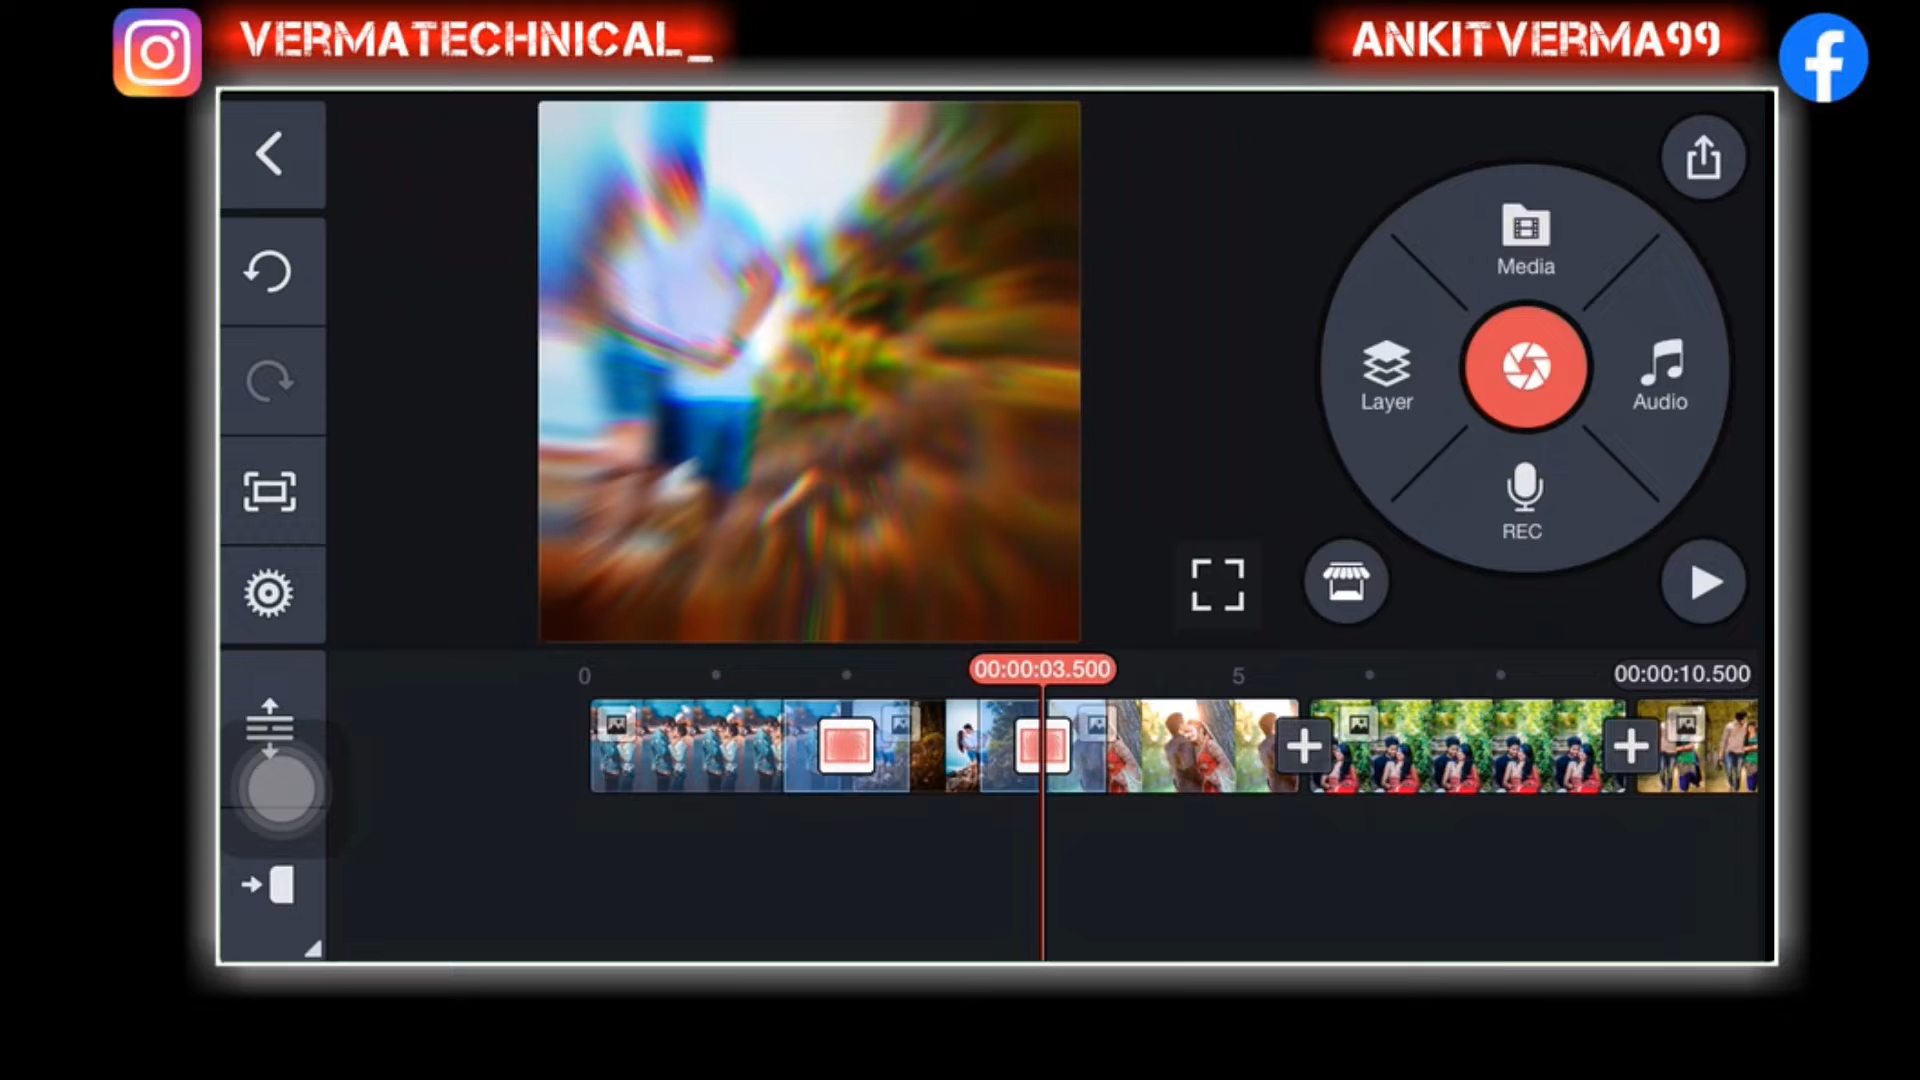 VERMATECHNICAL_
ANKITVERMA99
Media
Layer
Audio
REC
0
00:00:03.500
5
00:00:10.500